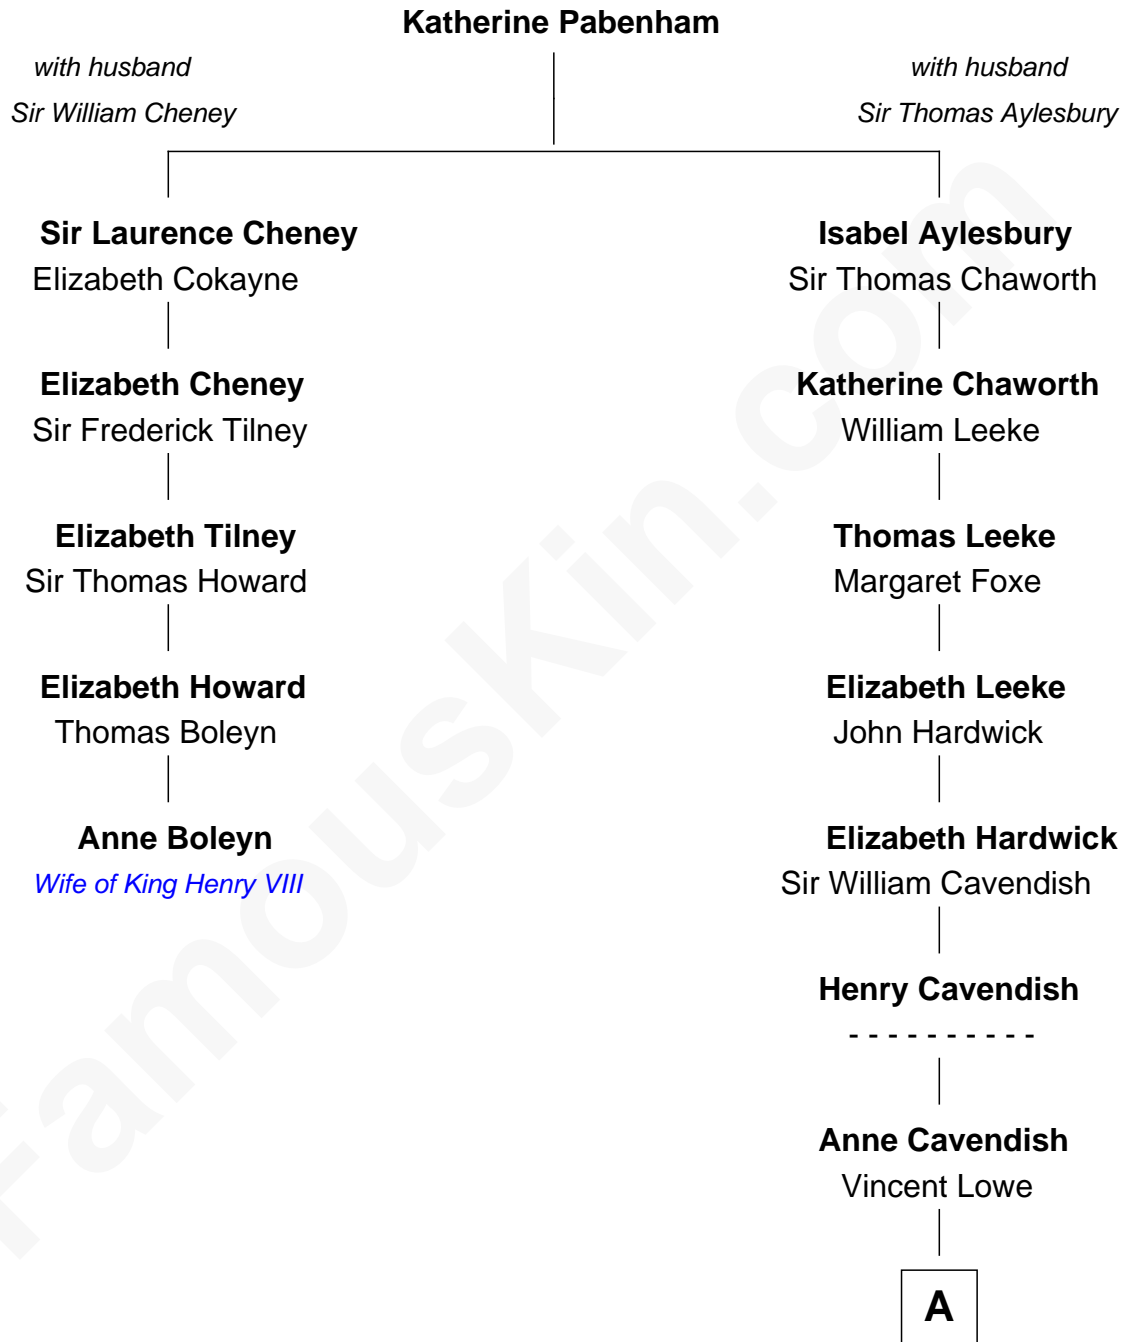 Katherine Pabenham
with husband
Sir William Cheney
with husband
Sir Thomas Aylesbury
Sir Laurence Cheney
Elizabeth Cokayne
Elizabeth Cheney
Sir Frederick Tilney
Elizabeth Tilney
Sir Thomas Howard
Elizabeth Howard
Thomas Boleyn
Anne Boleyn
Wife of King Henry VIII
Isabel Aylesbury
Sir Thomas Chaworth
Katherine Chaworth
William Leeke
Thomas Leeke
Margaret Foxe
Elizabeth Leeke
John Hardwick
Elizabeth Hardwick
Sir William Cavendish
Henry Cavendish
- - - - - - - - - -
Anne Cavendish
Vincent Lowe
A
FamousKin.com